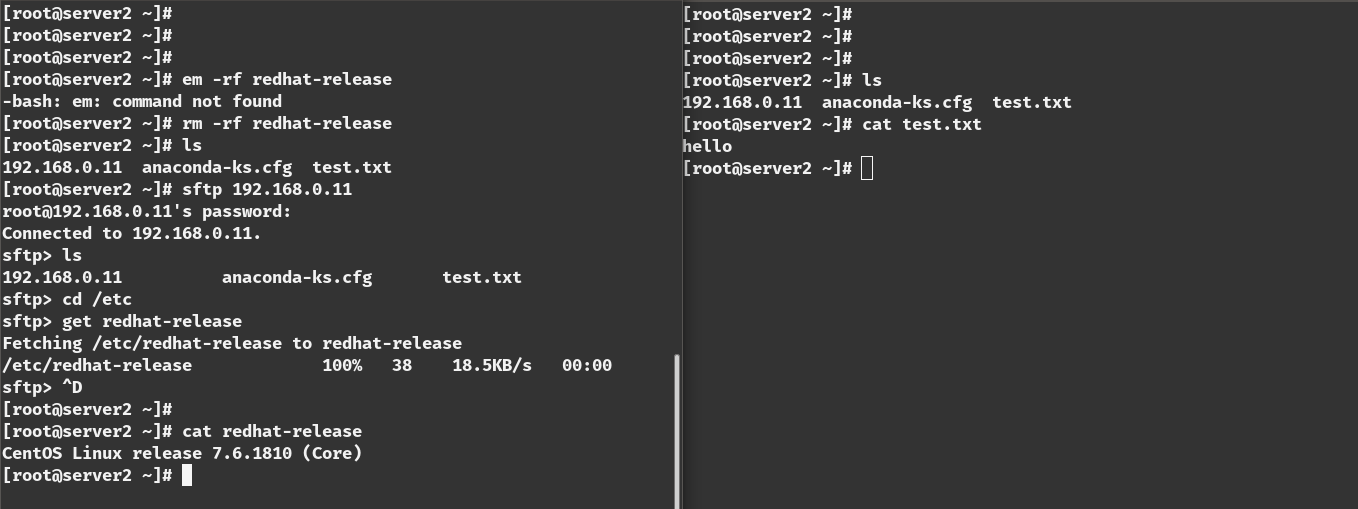 [root@server2 ~]#
[root@server2 ~]#
[root@server2 ~]#
[root@server2 ~]# em -rf redhat-release
-bash: em: command not found
[root@server2 ~]# rm -rf redhat-release
[root@server2 ~]# ls
192.168.0.11  anaconda-ks.cfg  test.txt
[root@server2 ~]# sftp 192.168.0.11
root@192.168.0.11's password:
Connected to 192.168.0.11.
sftp> ls
192.168.0.11          anaconda-ks.cfg       test.txt
sftp> cd /etc
sftp> get redhat-release
Fetching /etc/redhat-release to redhat-release
/etc/redhat-release             100%   38    18.5KB/s   00:00
sftp> ^D
[root@server2 ~]#
[root@server2 ~]# cat redhat-release
CentOS Linux release 7.6.1810 (Core)
[root@server2 ~]#
[root@server2 ~]#
[root@server2 ~]#
[root@server2 ~]#
[root@server2 ~]# ls
192.168.0.11  anaconda-ks.cfg  test.txt
[root@server2 ~]# cat test.txt
hello
[root@server2 ~]#